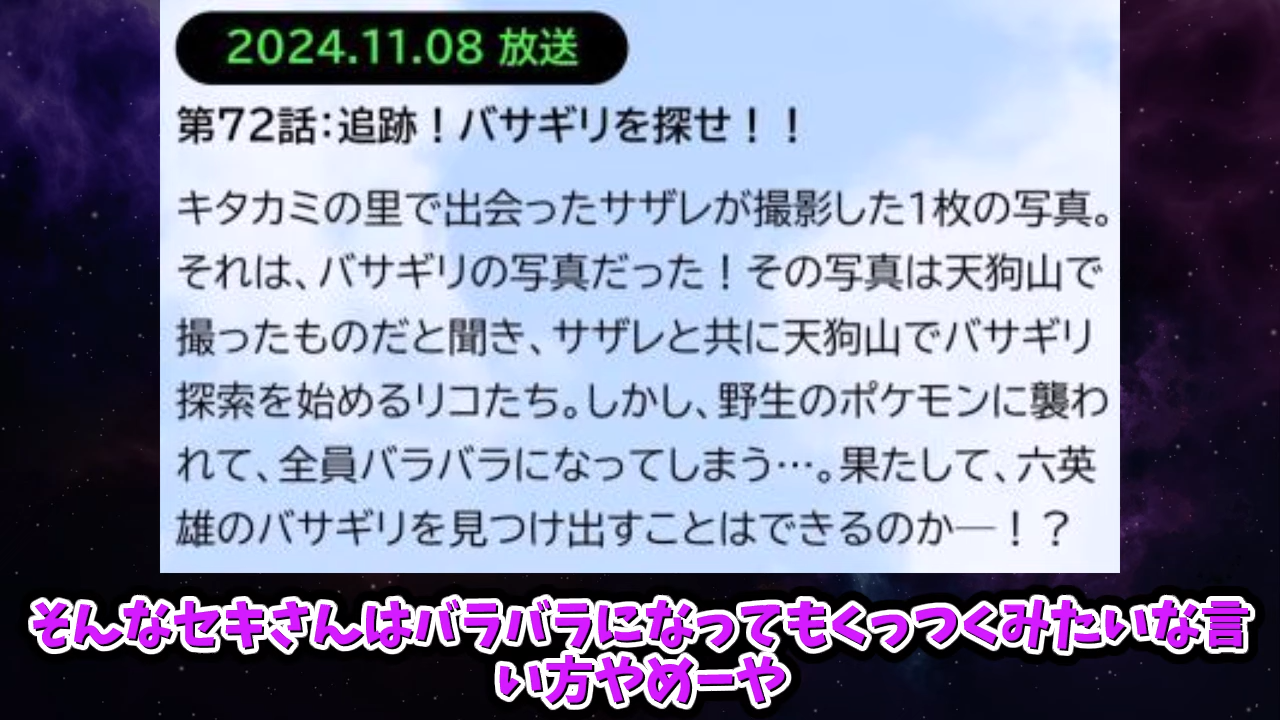 2024.11.08 放送
第72話：追跡！バサギリを探せ！！
キタカミの里で出会ったサザレが撮影した1枚の写真。
それは、バサギリの写真だった！その写真は天狗山で
撮ったものだと聞き、サザレと共に天狗山でバサギリ
探索を始めるリコたち。しかし、野生のポケモンに襲わ
れて、全員バラバラになってしまう…。果たして、六英
雄のバサギリを見つけ出すことはできるのか─！？
そんなセキさんはバラバラになってもくっつくみたいな言
い方やめーや